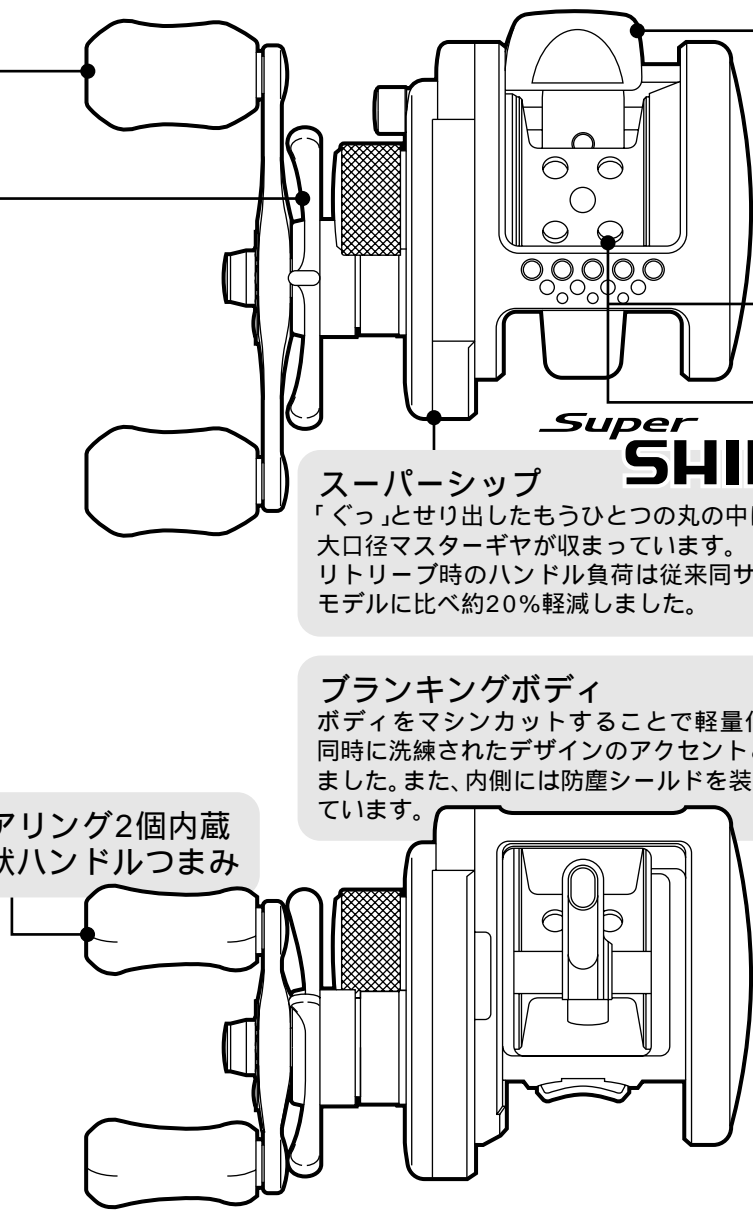 Super
SHI
スーパーシップ
「ぐっ」とせり出したもうひとつの丸の中
大口径マスターギヤが収まっています。
リトリーブ時のハンドル負荷は従来同サ
モデルに比べ約20%軽減しました。
ブランキングボディ
ボディをマシンカットすることで軽量
同時に洗練されたデザインのアクセント
ました。また、内側には防塵シールドを装
ています。
アリング2個内蔵
状ハンドルつまみ